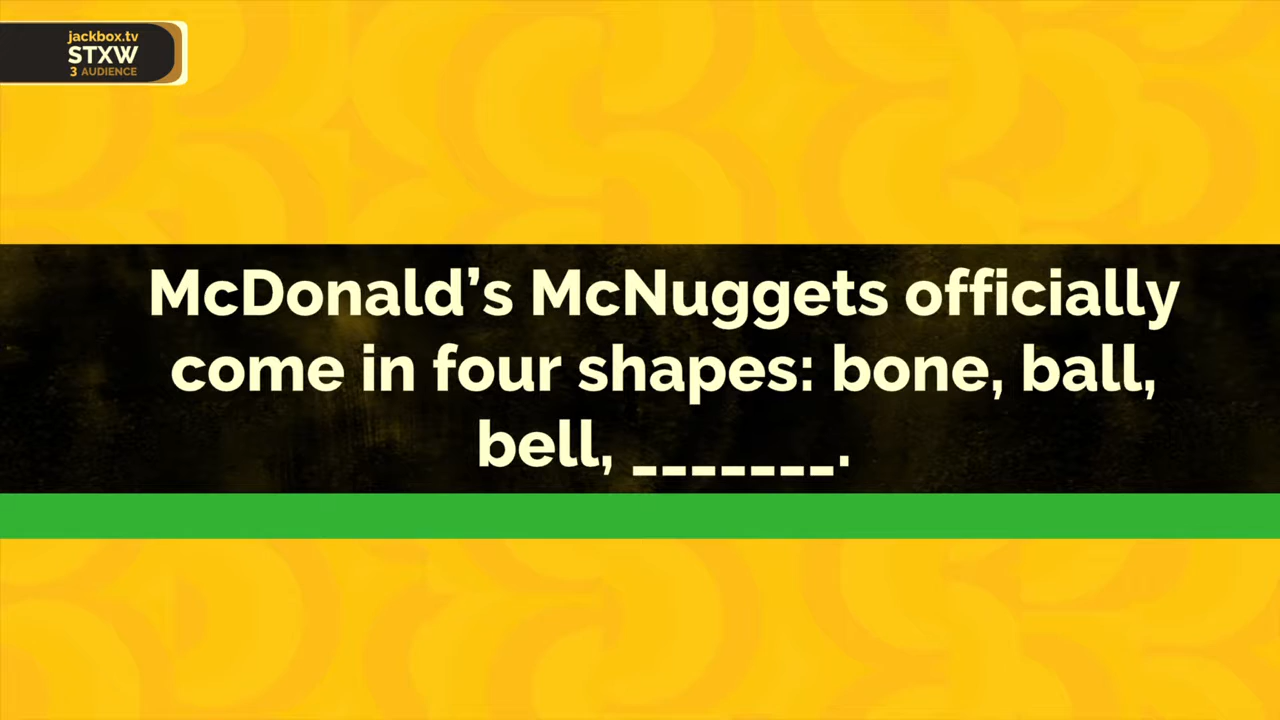 jackbox.tv
STXW
3 AUDIENCE
McDonald’s McNuggets officially
come in four shapes: bone, ball,
bell, _______.